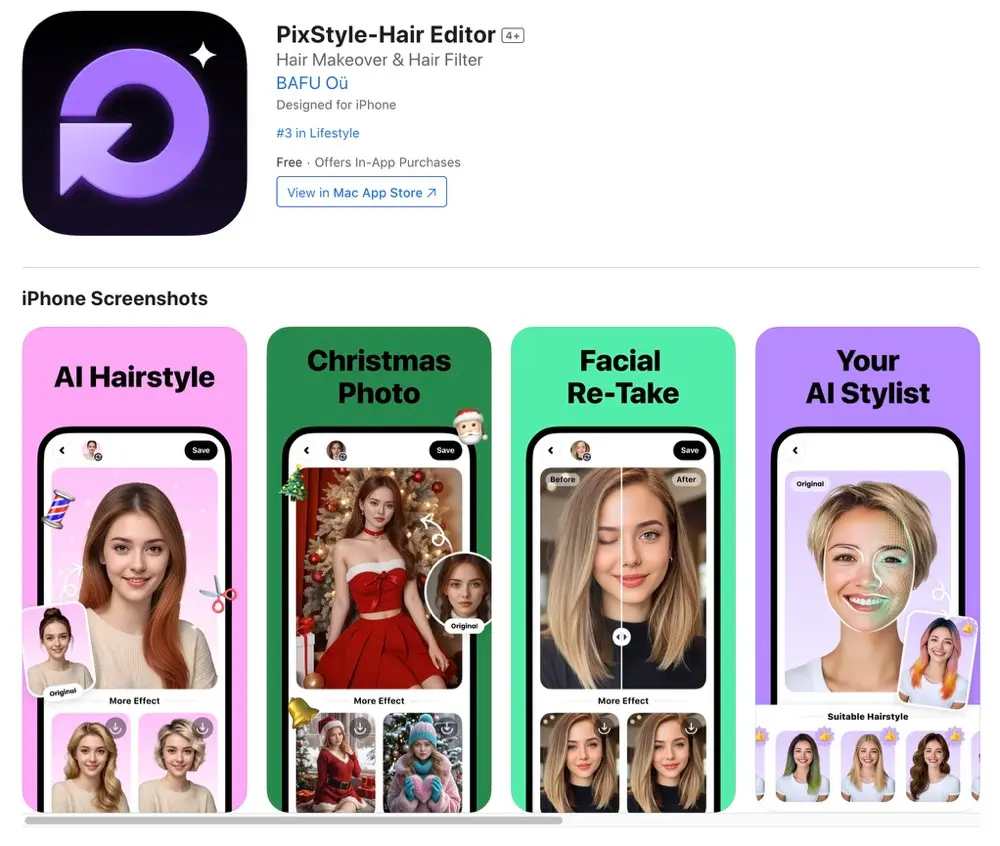 PixStyle-Hair Editor 4+
Hair Makeover & Hair Filter
BAFU Oü
Designed for iPhone
#3 in Lifestyle
Free · Offers In-App Purchases
View in Mac App Store ↗
iPhone Screenshots
AI Hairstyle
Save
Original
More Effect
Christmas
Photo
Save
Original
More Effect
Facial
Re-Take
Save
Before
After
More Effect
Your
AI Stylist
Original
Suitable Hairstyle